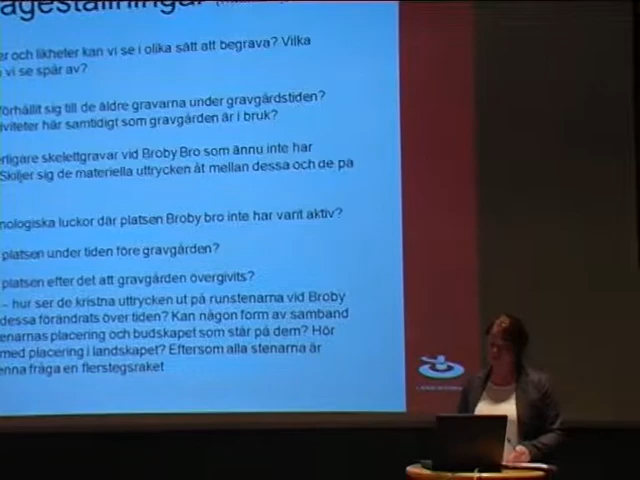 ågeställningar
er och likheter kan vi se i olika sätt att begrava? Vilka
vi se spår av?
förhållit sig till de äldre gravarna under gravgårdstiden?
iviteter här samtidigt som gravgården är i bruk?
rligare skelettgravar vid Broby Bro som ännu inte har
Skiljer sig de materiella uttrycken åt mellan dessa och de på
nologiska luckor där platsen Broby bro inte har varit aktiv?
platsen under tiden före gravgården?
platsen efter det att gravgården övergivits?
– hur ser de kristna uttrycken ut på runstenarna vid Broby
dessa förändrats över tiden? Kan någon form av samband
enarnas placering och budskapet som står på dem? Hör
med placering i landskapet? Eftersom alla stenarna är
enna fråga en flerstegsraket